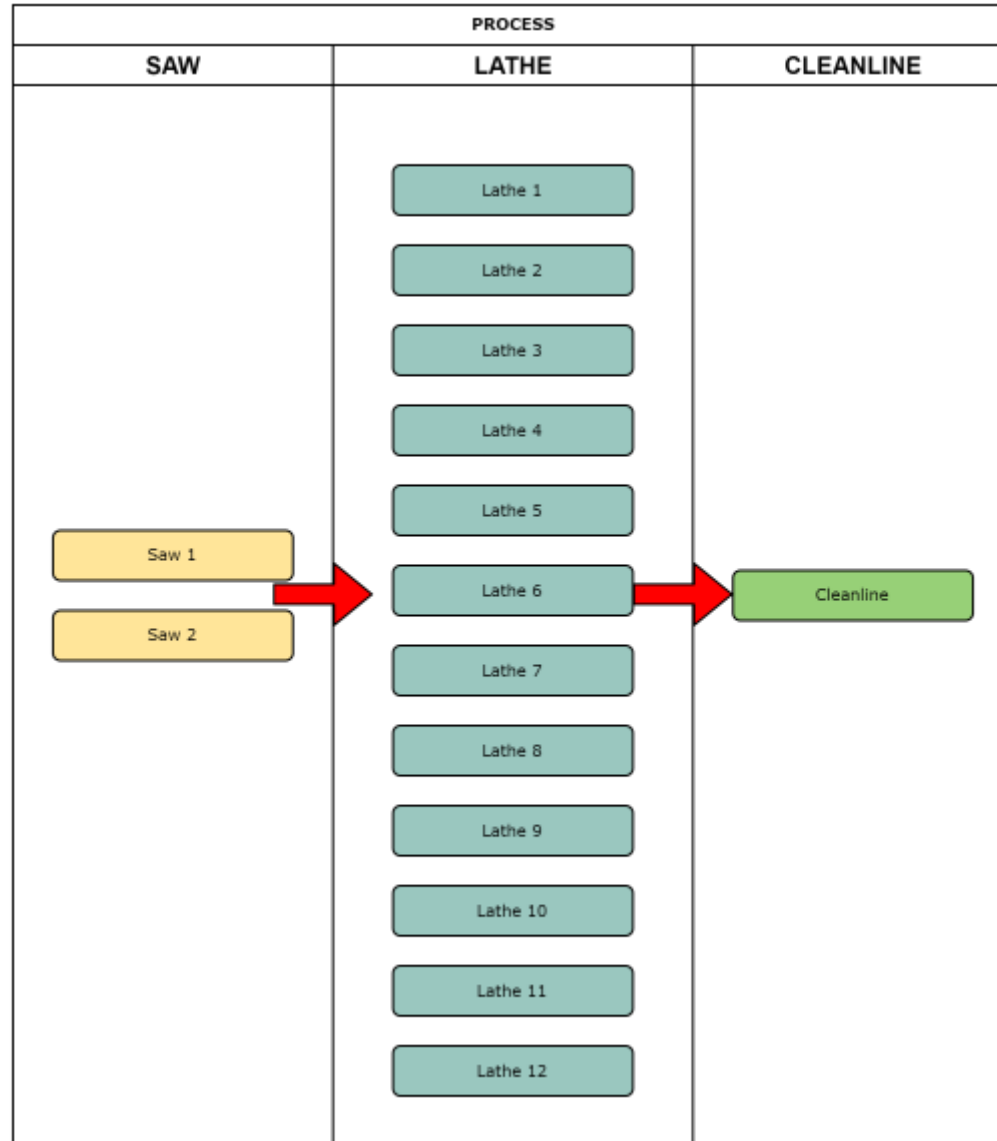 PROCESS
SAW
LATHE
CLEANLINE
Saw 1
Saw 2
Lathe 1
Lathe 2
Lathe 3
Lathe 4
Lathe 5
Lathe 6
Lathe 7
Lathe 8
Lathe 9
Lathe 10
Lathe 11
Lathe 12
Cleanline